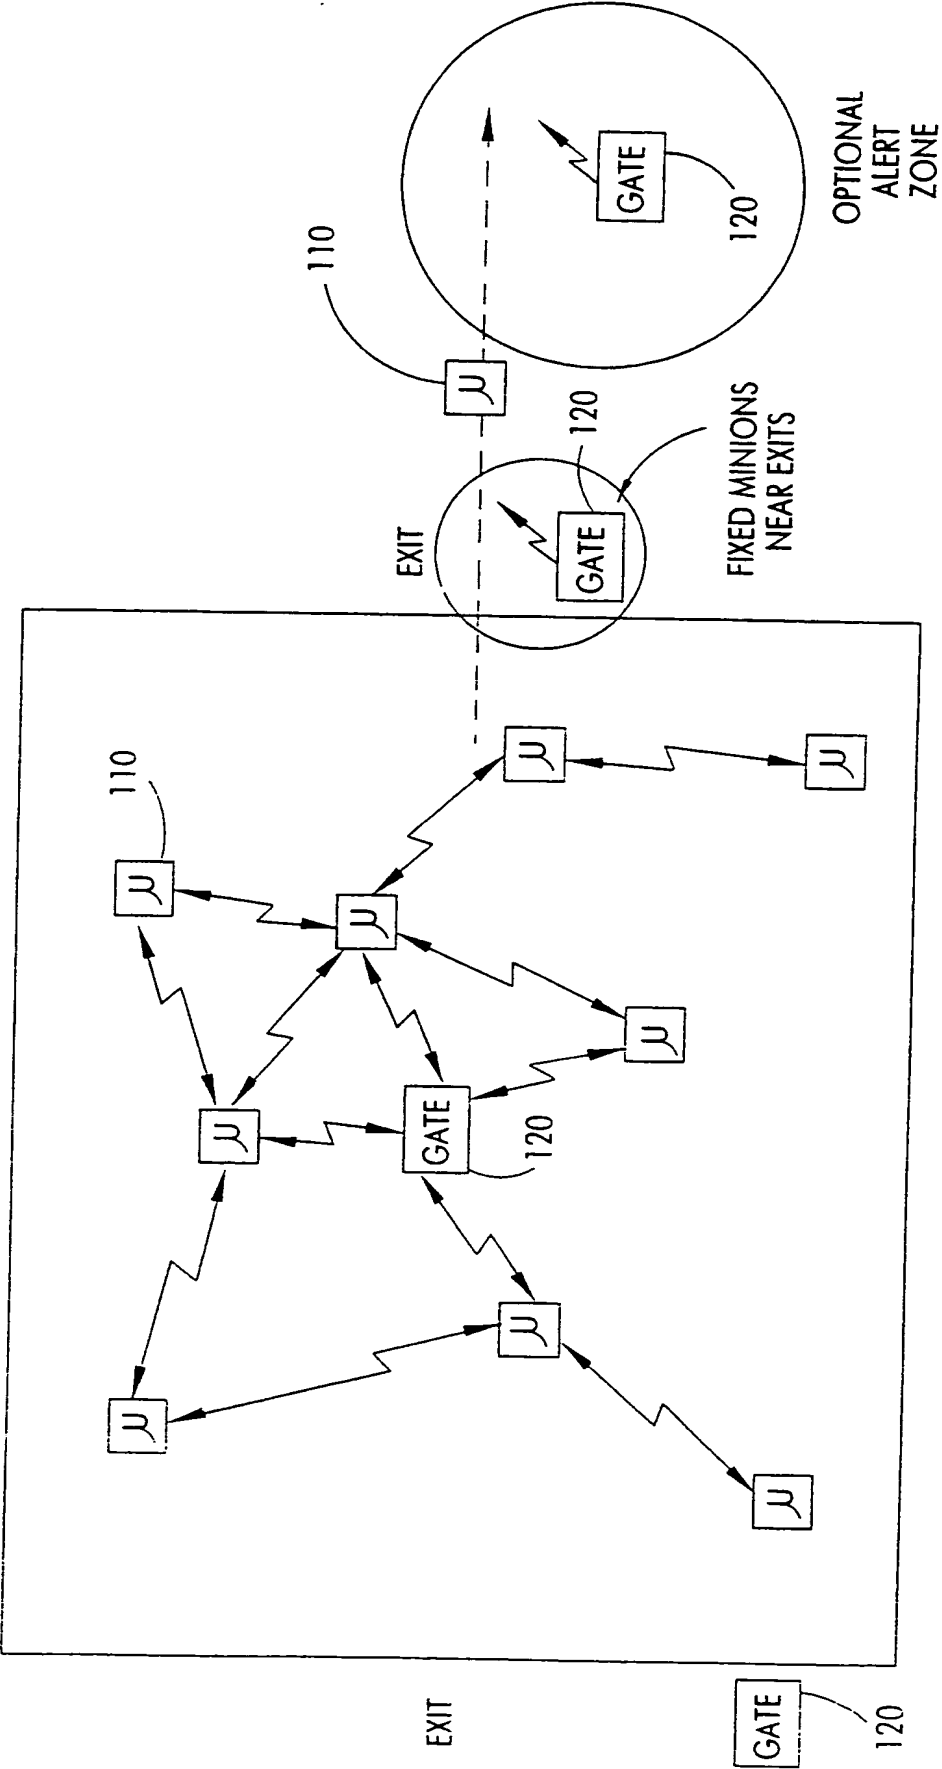 110
μ
μ
μ
110
μ
EXIT
EXIT
GATE
μ
μ
μ
120
120
GATE
GATE
μ
120
FIXED MINIONS
NEAR EXITS
GATE
μ
μ
OPTIONAL
ALERT
ZONE
120